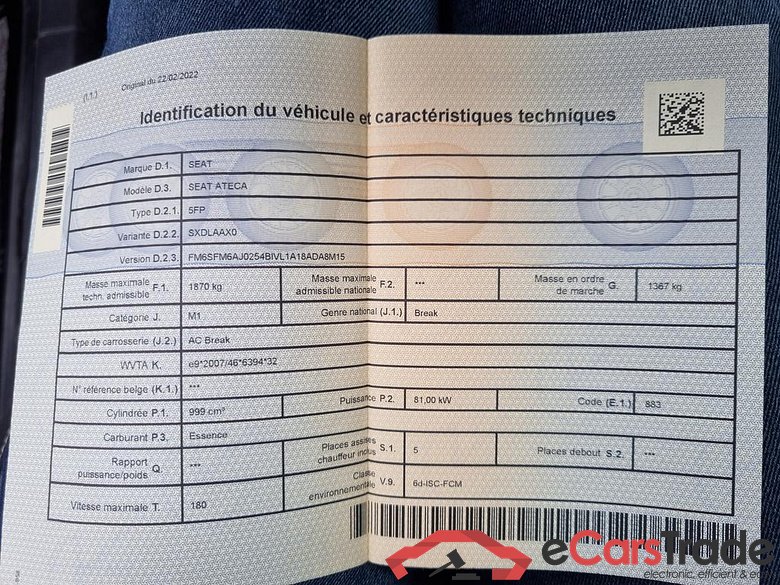 (I.1.) Original du 22/02/2022
Identification du véhicule et caractéristiques techniques
Marque D.1. SEAT
Modèle D.3. SEAT ATECA
Type D.2.1. 5FP
Variante D.2.2. SXDLAAX0
Version D.2.3. FM6SFM6AJ0254BIVL1A18ADA8M15
Masse maximale techn. admissible F.1. 1870 kg Masse maximale admissible nationale F.2. --- Masse en ordre de marche G. 1367 kg
Catégorie J. M1 Genre national (J.1.) Break
Type de carrosserie (J.2.) AC Break
WVTA K. e9*2007/46*6394*32
N° référence belge (K.1.) ---
Cylindrée P.1. 999 cm³ Puissance P.2. 81,00 kW Code (E.1.) 883
Carburant P.3. Essence
Rapport puissance/poids Q. --- Places assises chauffeur inclus S.1. 5 Places debout S.2. ---
Vitesse maximale T. 180 Classe environnementale V.9. 6d-ISC-FCM
eCarsTrade
electronic, efficient & e